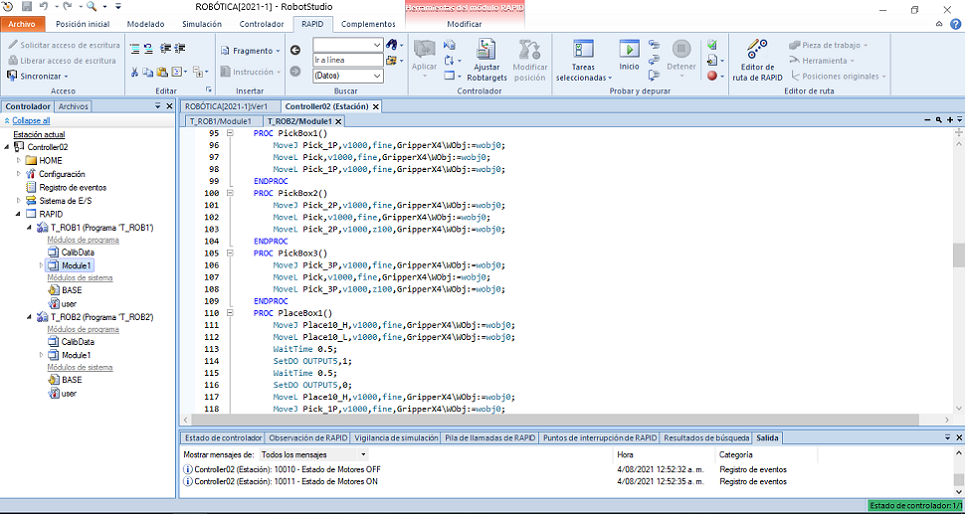 ROBÓTICA[2021-1] - RobotStudio
Herramientas del módulo RAPID
Archivo Posición inicial Modelado Simulación Controlador RAPID Complementos Modificar
Solicitar acceso de escritura
Liberar acceso de escritura
Sincronizar
Acceso
Editar
Fragmento
Instrucción
Insertar
Ir a línea
(Datos)
Buscar
Aplicar
Ajustar Robtargets
Modificar posición
Controlador
Tareas seleccionadas
Inicio
Detener
Probar y depurar
Editor de ruta de RAPID
Pieza de trabajo
Herramienta
Posiciones originales
Editor de ruta
Controlador Archivos
Collapse all
Estación actual
Controller02
HOME
Configuración
Registro de eventos
Sistema de E/S
RAPID
T_ROB1 (Programa 'T_ROB1')
Módulos de programa
CalibData
Module1
Módulos de sistema
BASE
user
T_ROB2 (Programa 'T_ROB2')
Módulos de programa
CalibData
Module1
Módulos de sistema
BASE
user
ROBÓTICA[2021-1]:Ver1 Controller02 (Estación)
T_ROB1/Module1 T_ROB2/Module1
95 PROC PickBox1()
96 MoveJ Pick_1P,v1000,fine,GripperX4\WObj:=wobj0;
97 MoveL Pick,v1000,fine,GripperX4\WObj:=wobj0;
98 MoveL Pick_1P,v1000,fine,GripperX4\WObj:=wobj0;
99 ENDPROC
100 PROC PickBox2()
101 MoveJ Pick_2P,v1000,fine,GripperX4\WObj:=wobj0;
102 MoveL Pick,v1000,fine,GripperX4\WObj:=wobj0;
103 MoveL Pick_2P,v1000,z100,GripperX4\WObj:=wobj0;
104 ENDPROC
105 PROC PickBox3()
106 MoveJ Pick_3P,v1000,fine,GripperX4\WObj:=wobj0;
107 MoveL Pick,v1000,fine,GripperX4\WObj:=wobj0;
108 MoveL Pick_3P,v1000,z100,GripperX4\WObj:=wobj0;
109 ENDPROC
110 PROC PlaceBox1()
111 MoveJ Place10_H,v1000,fine,GripperX4\WObj:=wobj0;
112 MoveL Place10_L,v1000,fine,GripperX4\WObj:=wobj0;
113 WaitTime 0.5;
114 SetDO OUTPUT5,1;
115 WaitTime 0.5;
116 SetDO OUTPUT5,0;
117 MoveL Place10_H,v1000,fine,GripperX4\WObj:=wobj0;
118 MoveJ Pick_1P,v1000,fine,GripperX4\WObj:=wobj0;
Estado de controlador Observación de RAPID Vigilancia de simulación Pila de llamadas de RAPID Puntos de interrupción de RAPID Resultados de búsqueda Salida
Mostrar mensajes de: Todos los mensajes Hora Categoría
Controller02 (Estación): 10010 - Estado de Motores OFF 4/08/2021 12:52:32 a. m. Registro de eventos
Controller02 (Estación): 10011 - Estado de Motores ON 4/08/2021 12:52:35 a. m. Registro de eventos
Estado de controlador: 1/1